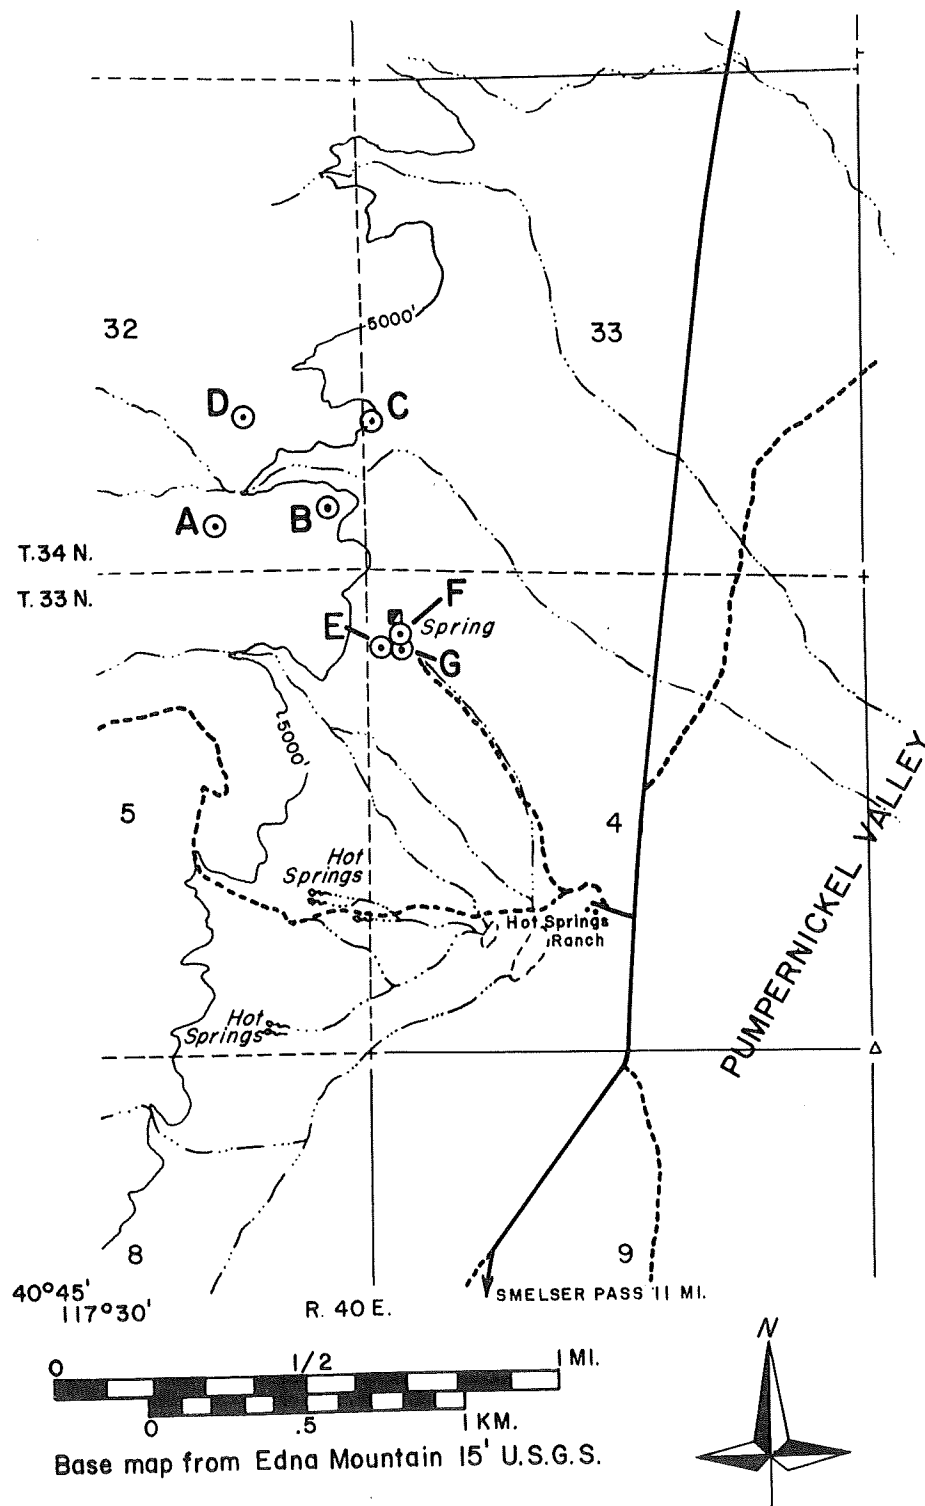 5000'
32
33
D
C
A
B
T. 34 N.
T. 33 N.
F
E
Spring
G
5000'
5
4
PUMPERNICKEL VALLEY
Hot
Springs
Hot Springs
Ranch
Hot
Springs
8
9
40°45'
117°30'
R. 40 E.
SMELSER PASS 11 MI.
N
0
1/2
1 MI.
0
.5
1 KM.
Base map from Edna Mountain 15' U.S.G.S.